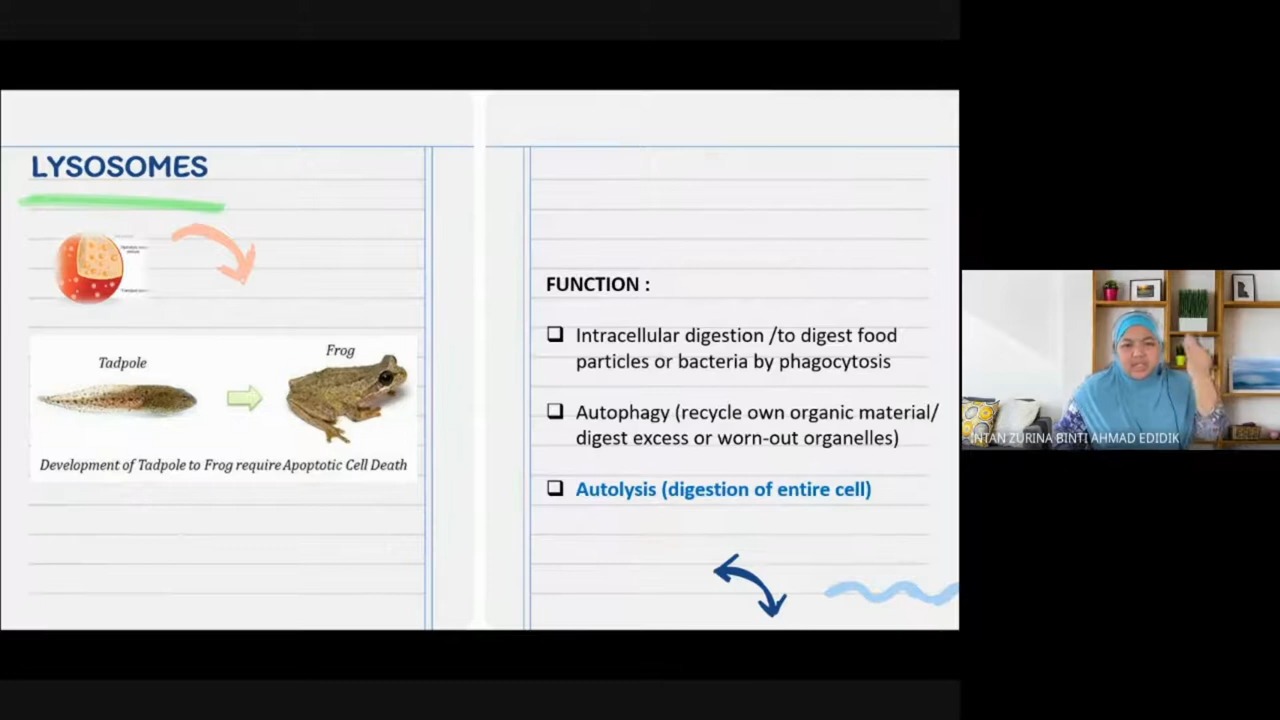 LYSOSOMES
Tadpole
Frog
Development of Tadpole to Frog require Apoptotic Cell Death
FUNCTION :
Intracellular digestion /to digest food
particles or bacteria by phagocytosis
Autophagy (recycle own organic material/
digest excess or worn-out organelles)
Autolysis (digestion of entire cell)
INTAN ZURINA BINTI AHMAD EDIDIK